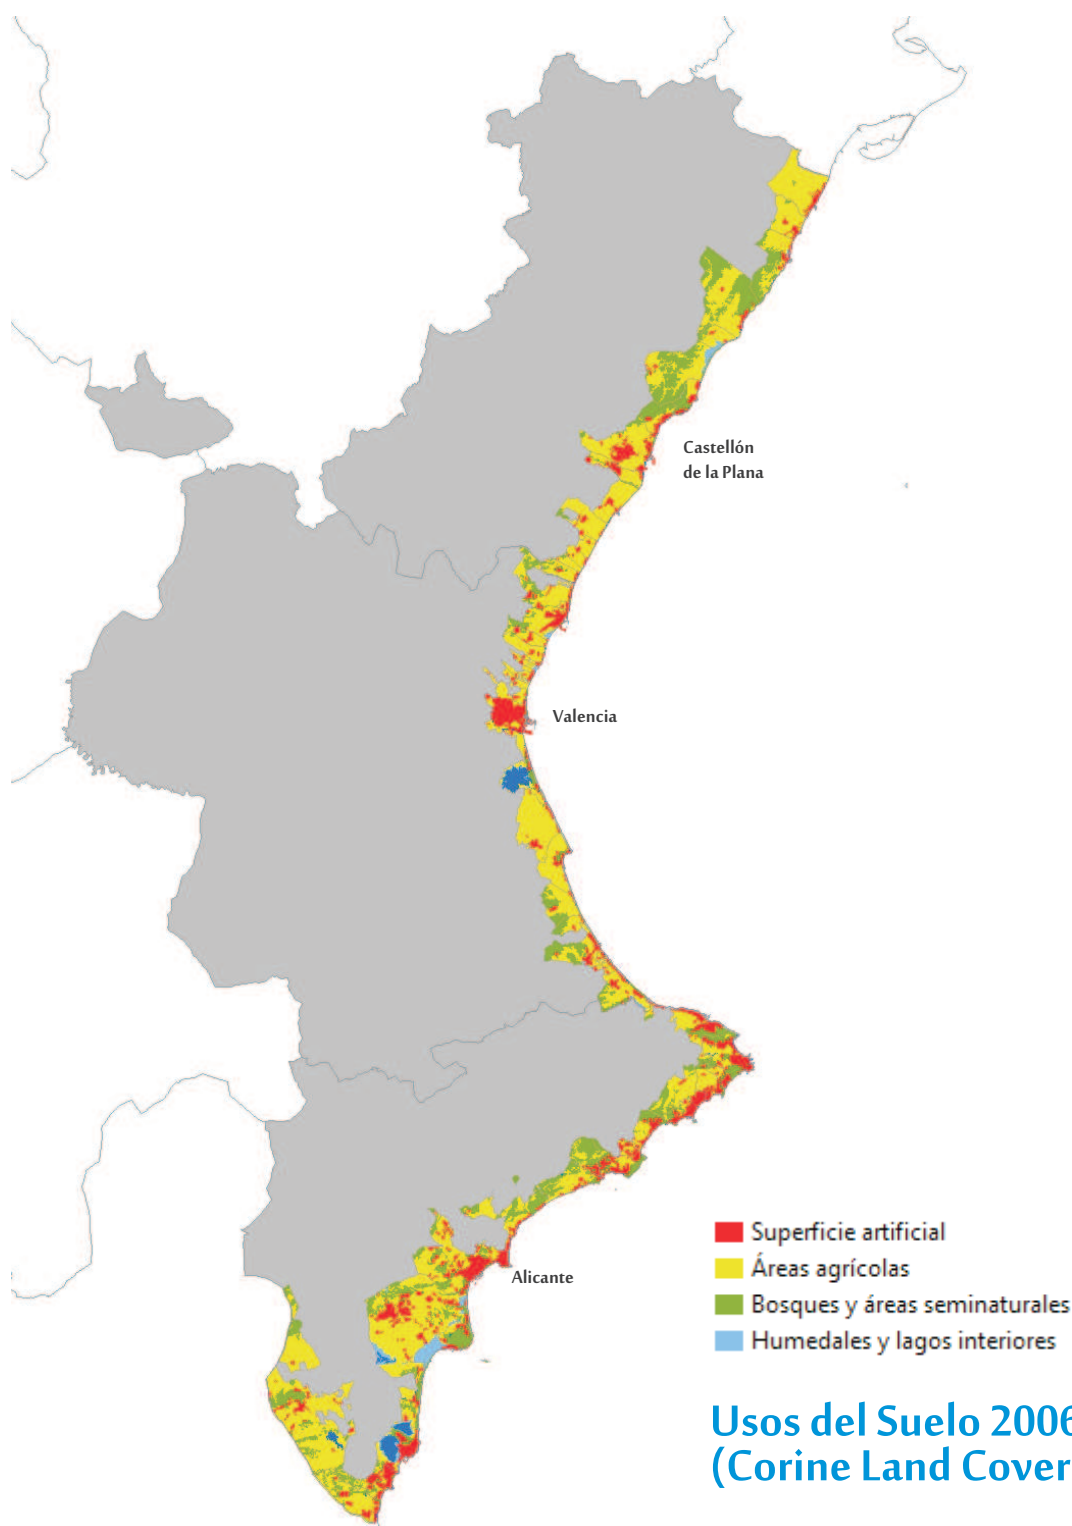 Castellón
de la Plana
Valencia
Alicante
Superficie artificial
Áreas agrícolas
Bosques y áreas seminaturales
Humedales y lagos interiores
Usos del Suelo 2006
(Corine Land Cover